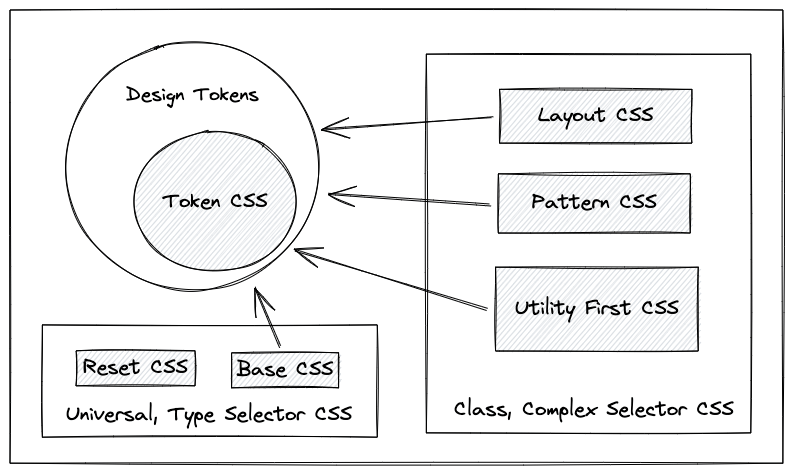 Design Tokens
Token CSS
Layout CSS
Pattern CSS
Utility First CSS
Class, Complex Selector CSS
Reset CSS
Base CSS
Universal, Type Selector CSS